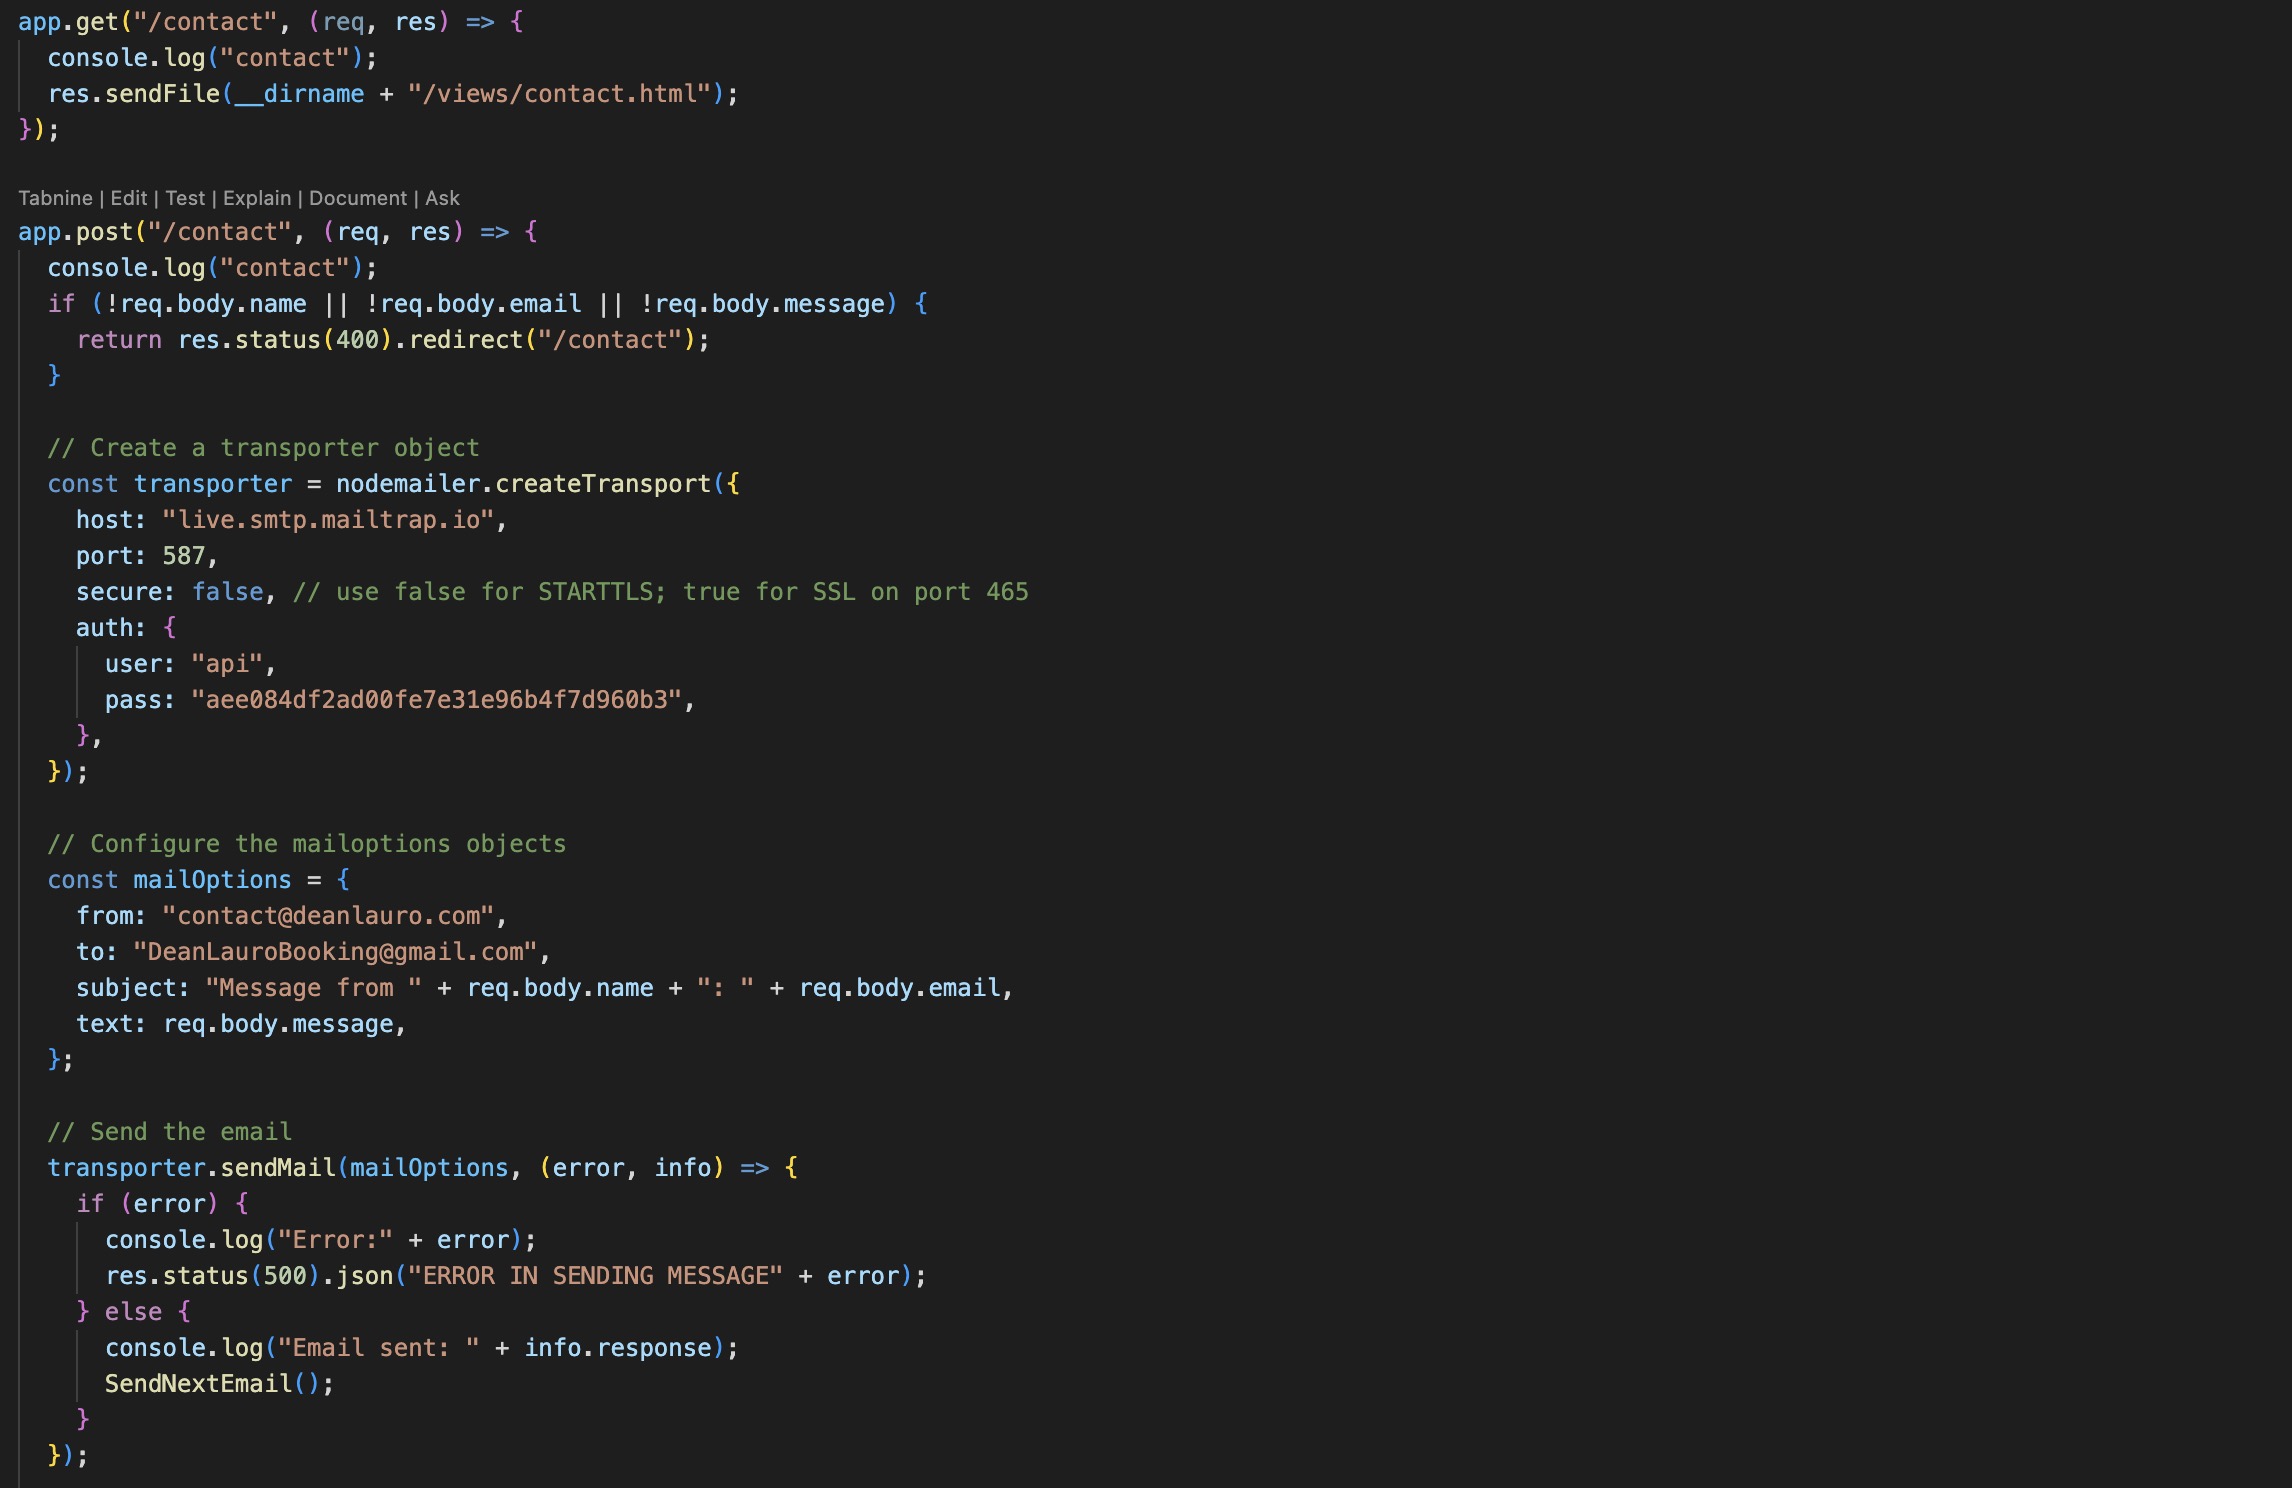 app.get("/contact", (req, res) => {
  console.log("contact");
  res.sendFile(__dirname + "/views/contact.html");
});

Tabnine | Edit | Test | Explain | Document | Ask
app.post("/contact", (req, res) => {
  console.log("contact");
  if (!req.body.name || !req.body.email || !req.body.message) {
    return res.status(400).redirect("/contact");
  }

  // Create a transporter object
  const transporter = nodemailer.createTransport({
    host: "live.smtp.mailtrap.io",
    port: 587,
    secure: false, // use false for STARTTLS; true for SSL on port 465
    auth: {
      user: "api",
      pass: "aee084df2ad00fe7e31e96b4f7d960b3",
    },
  });

  // Configure the mailoptions objects
  const mailOptions = {
    from: "contact@deanlauro.com",
    to: "DeanLauroBooking@gmail.com",
    subject: "Message from " + req.body.name + ": " + req.body.email,
    text: req.body.message,
  };

  // Send the email
  transporter.sendMail(mailOptions, (error, info) => {
    if (error) {
      console.log("Error:" + error);
      res.status(500).json("ERROR IN SENDING MESSAGE" + error);
    } else {
      console.log("Email sent: " + info.response);
      SendNextEmail();
    }
  });